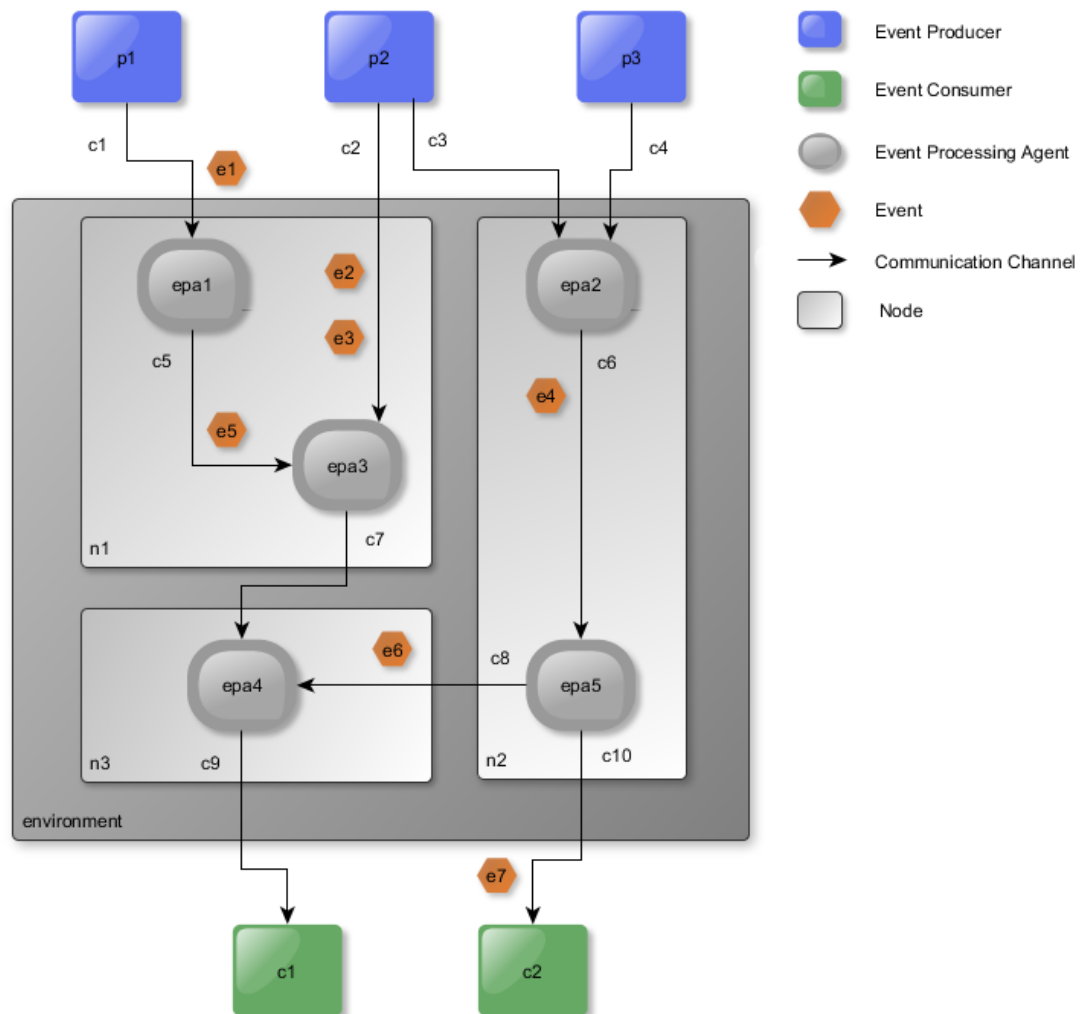 p1
p2
p3
Event Producer
Event Consumer
c1
c2
c3
c4
Event Processing Agent
e1
Event
Communication Channel
Node
epa1
e2
epa2
e3
c5
c6
e4
e5
epa3
c7
n1
e6
c8
epa4
epa5
n3
c9
n2
c10
environment
e7
c1
c2